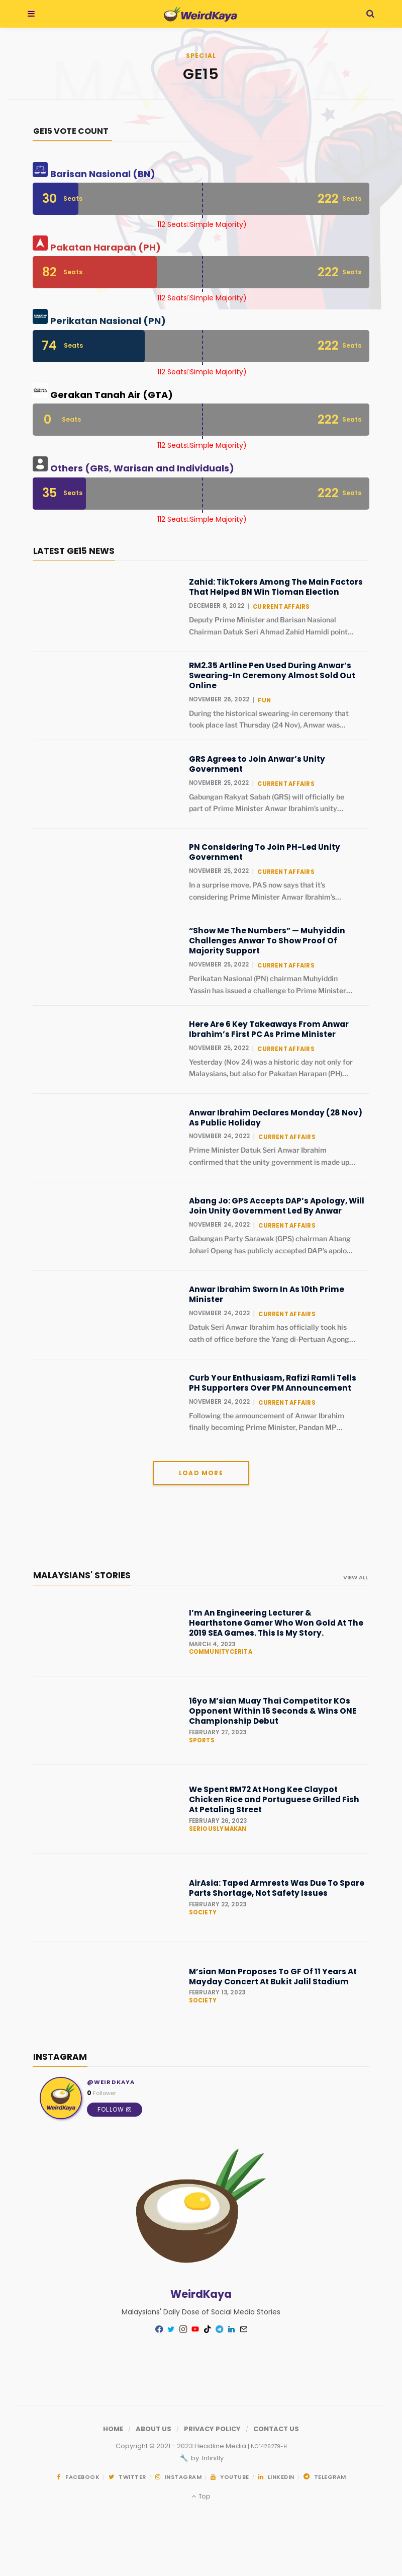 WeirdKaya
SPECIAL
GE15
GE15 VOTE COUNT
Barisan Nasional (BN)
30 Seats 222 Seats
112 Seats(Simple Majority)
Pakatan Harapan (PH)
82 Seats 222 Seats
112 Seats(Simple Majority)
Perikatan Nasional (PN)
74 Seats 222 Seats
112 Seats(Simple Majority)
Gerakan Tanah Air (GTA)
0 Seats 222 Seats
112 Seats(Simple Majority)
Others (GRS, Warisan and Individuals)
35 Seats 222 Seats
112 Seats(Simple Majority)
LATEST GE15 NEWS
Zahid: TikTokers Among The Main Factors
That Helped BN Win Tioman Election
DECEMBER 8, 2022 | CURRENT AFFAIRS
Deputy Prime Minister and Barisan Nasional
Chairman Datuk Seri Ahmad Zahid Hamidi point…
RM2.35 Artline Pen Used During Anwar’s
Swearing-In Ceremony Almost Sold Out
Online
NOVEMBER 26, 2022 | FUN
During the historical swearing-in ceremony that
took place last Thursday (24 Nov), Anwar was…
GRS Agrees to Join Anwar’s Unity
Government
NOVEMBER 25, 2022 | CURRENT AFFAIRS
Gabungan Rakyat Sabah (GRS) will officially be
part of Prime Minister Anwar Ibrahim’s unity…
PN Considering To Join PH-Led Unity
Government
NOVEMBER 25, 2022 | CURRENT AFFAIRS
In a surprise move, PAS now says that it’s
considering Prime Minister Anwar Ibrahim’s…
“Show Me The Numbers” — Muhyiddin
Challenges Anwar To Show Proof Of
Majority Support
NOVEMBER 25, 2022 | CURRENT AFFAIRS
Perikatan Nasional (PN) chairman Muhyiddin
Yassin has issued a challenge to Prime Minister…
Here Are 6 Key Takeaways From Anwar
Ibrahim’s First PC As Prime Minister
NOVEMBER 25, 2022 | CURRENT AFFAIRS
Yesterday (Nov 24) was a historic day not only for
Malaysians, but also for Pakatan Harapan (PH)…
Anwar Ibrahim Declares Monday (28 Nov)
As Public Holiday
NOVEMBER 24, 2022 | CURRENT AFFAIRS
Prime Minister Datuk Seri Anwar Ibrahim
confirmed that the unity government is made up…
Abang Jo: GPS Accepts DAP’s Apology, Will
Join Unity Government Led By Anwar
NOVEMBER 24, 2022 | CURRENT AFFAIRS
Gabungan Party Sarawak (GPS) chairman Abang
Johari Openg has publicly accepted DAP’s apolo…
Anwar Ibrahim Sworn In As 10th Prime
Minister
NOVEMBER 24, 2022 | CURRENT AFFAIRS
Datuk Seri Anwar Ibrahim has officially took his
oath of office before the Yang di-Pertuan Agong…
Curb Your Enthusiasm, Rafizi Ramli Tells
PH Supporters Over PM Announcement
NOVEMBER 24, 2022 | CURRENT AFFAIRS
Following the announcement of Anwar Ibrahim
finally becoming Prime Minister, Pandan MP…
LOAD MORE
MALAYSIANS' STORIES
VIEW ALL
I’m An Engineering Lecturer &
Hearthstone Gamer Who Won Gold At The
2019 SEA Games. This Is My Story.
MARCH 4, 2023
COMMUNITYCERITA
16yo M’sian Muay Thai Competitor KOs
Opponent Within 16 Seconds & Wins ONE
Championship Debut
FEBRUARY 27, 2023
SPORTS
We Spent RM72 At Hong Kee Claypot
Chicken Rice and Portuguese Grilled Fish
At Petaling Street
FEBRUARY 26, 2023
SERIOUSLYMAKAN
AirAsia: Taped Armrests Was Due To Spare
Parts Shortage, Not Safety Issues
FEBRUARY 22, 2023
SOCIETY
M’sian Man Proposes To GF Of 11 Years At
Mayday Concert At Bukit Jalil Stadium
FEBRUARY 13, 2023
SOCIETY
INSTAGRAM
WeirdKaya
@WEIRDKAYA
0 Follower
FOLLOW
WeirdKaya
Malaysians' Daily Dose of Social Media Stories
HOME / ABOUT US / PRIVACY POLICY / CONTACT US
Copyright © 2021 - 2023 Headline Media | NO1426279-H
🔧 by Infinitly
FACEBOOK / TWITTER / INSTAGRAM / YOUTUBE / LINKEDIN / TELEGRAM
Top